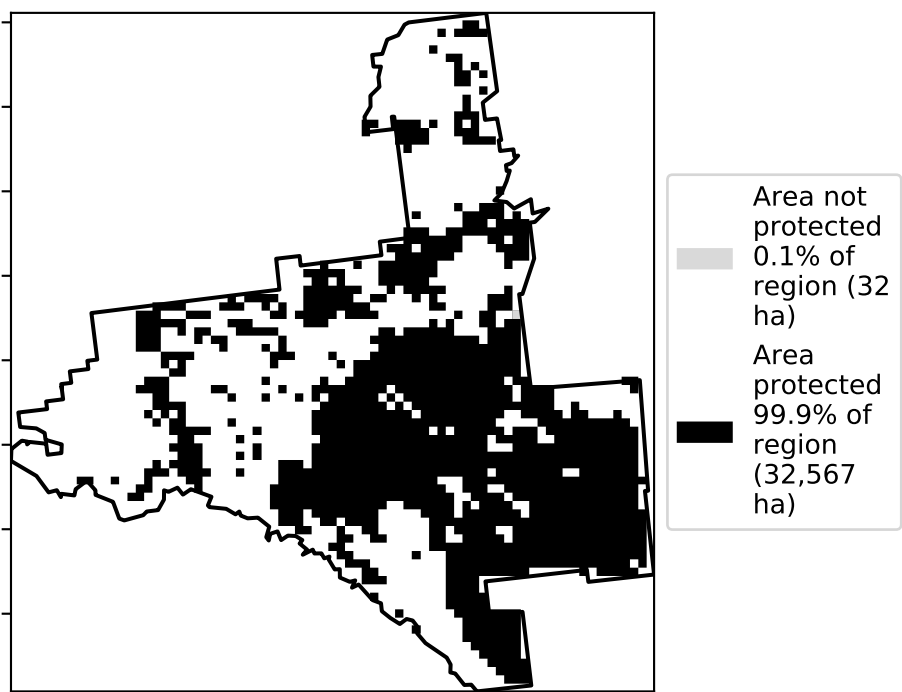 Area not
protected
0.1% of
region (32
ha)
Area
protected
99.9% of
region
(32,567
ha)